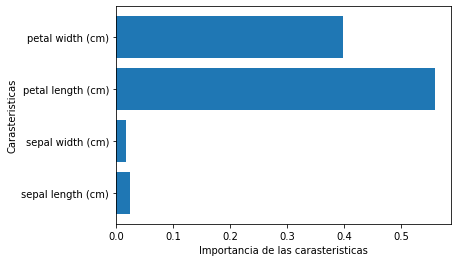 petal width (cm)
petal length (cm)
sepal width (cm)
sepal length (cm)
Carasteristicas
0.0 0.1 0.2 0.3 0.4 0.5
Importancia de las carasteristicas